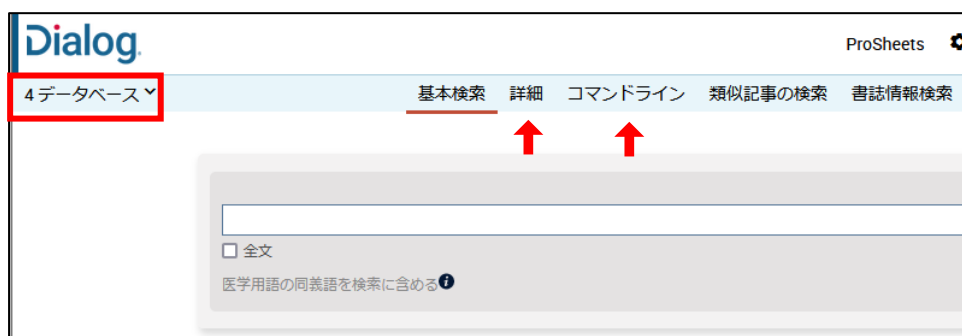 Dialog.
ProSheets
4データベース
基本検索 詳細 コマンドライン 類似記事の検索 書誌情報検索
全文
医学用語の同義語を検索に含める